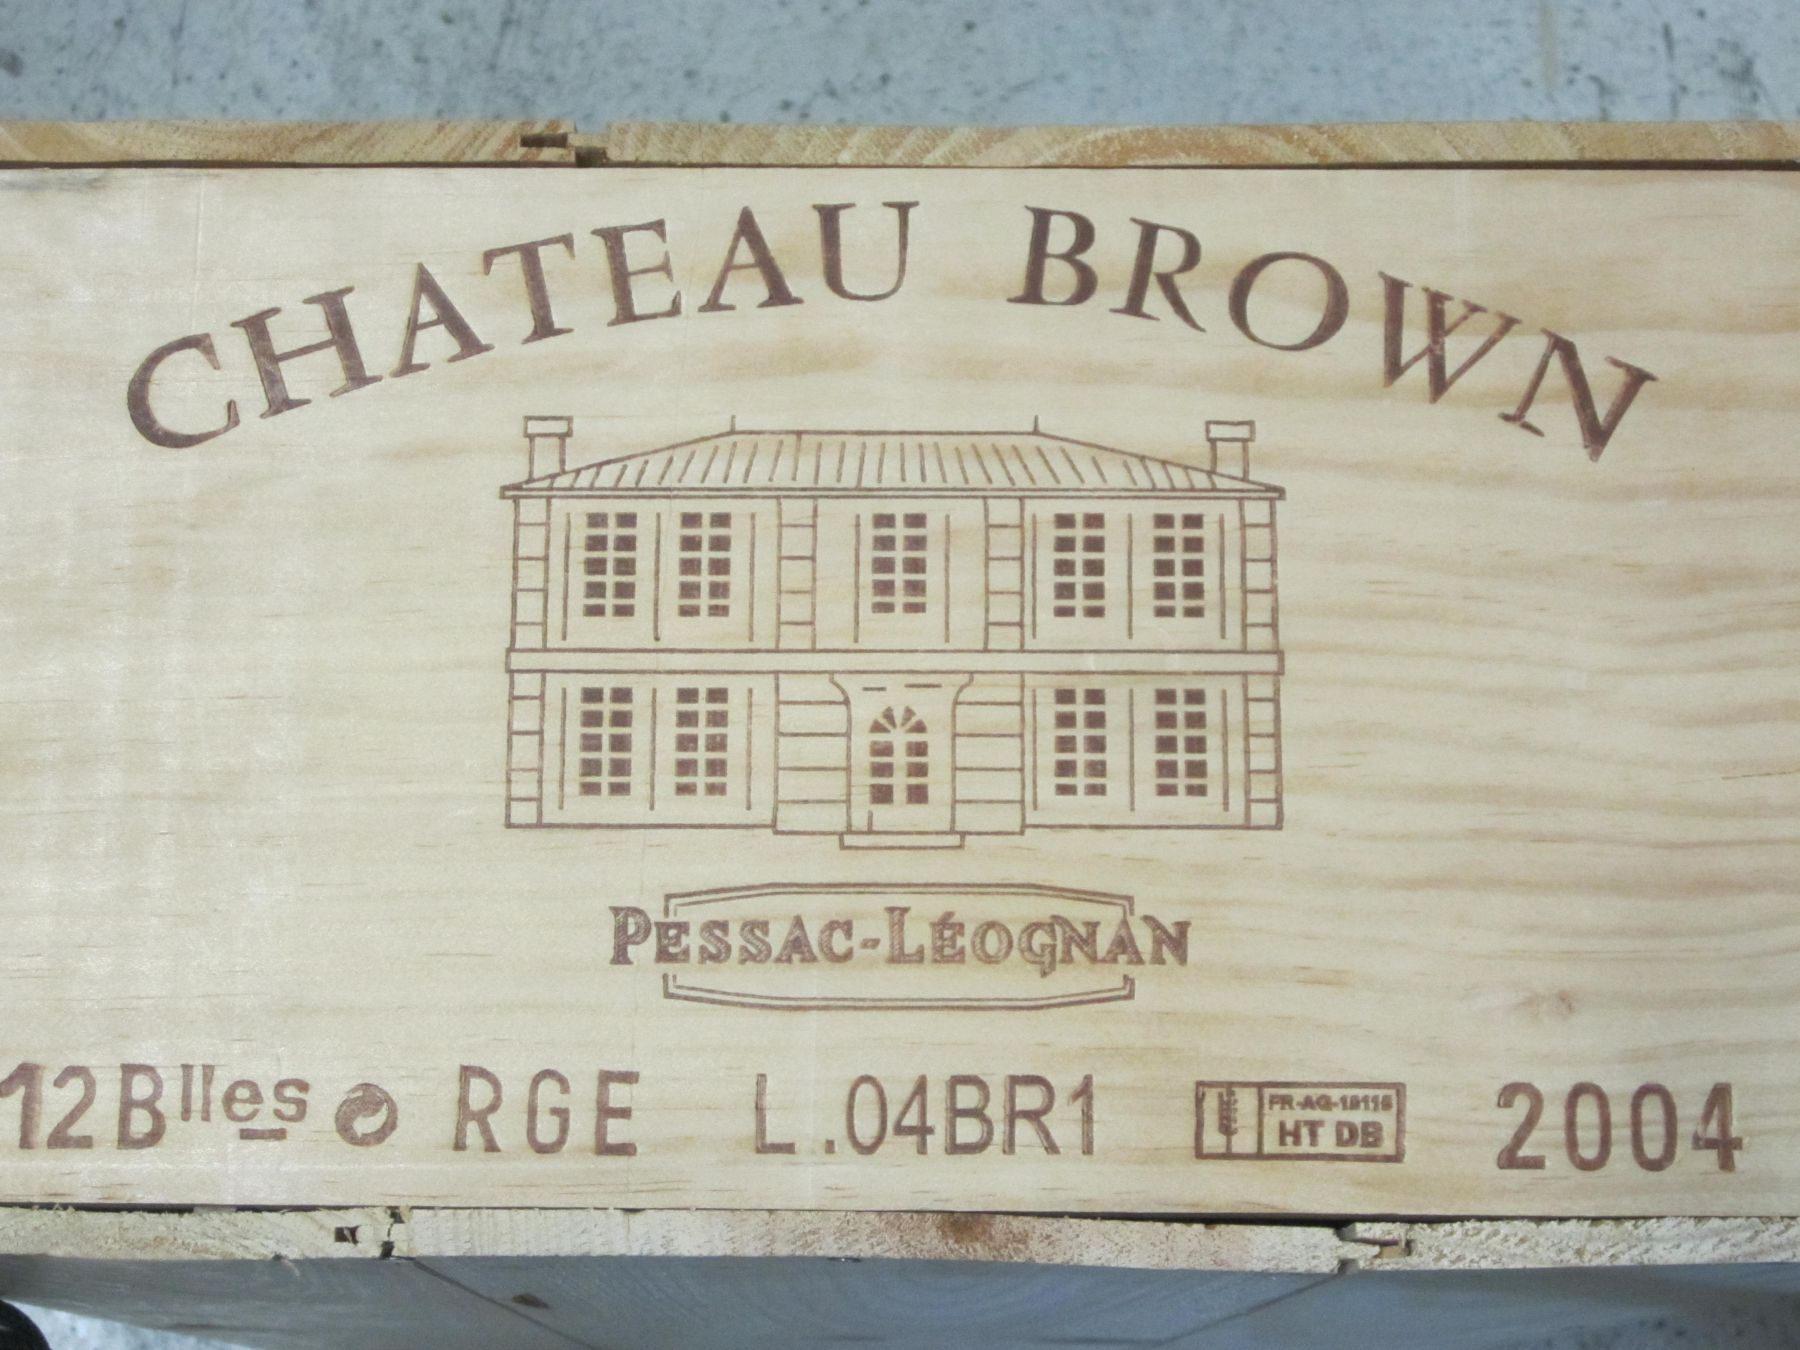 CHATEAU BROWN
PESSAC-LÉOGNAN
12Blles RGE L.04BR1 2004
HT DB